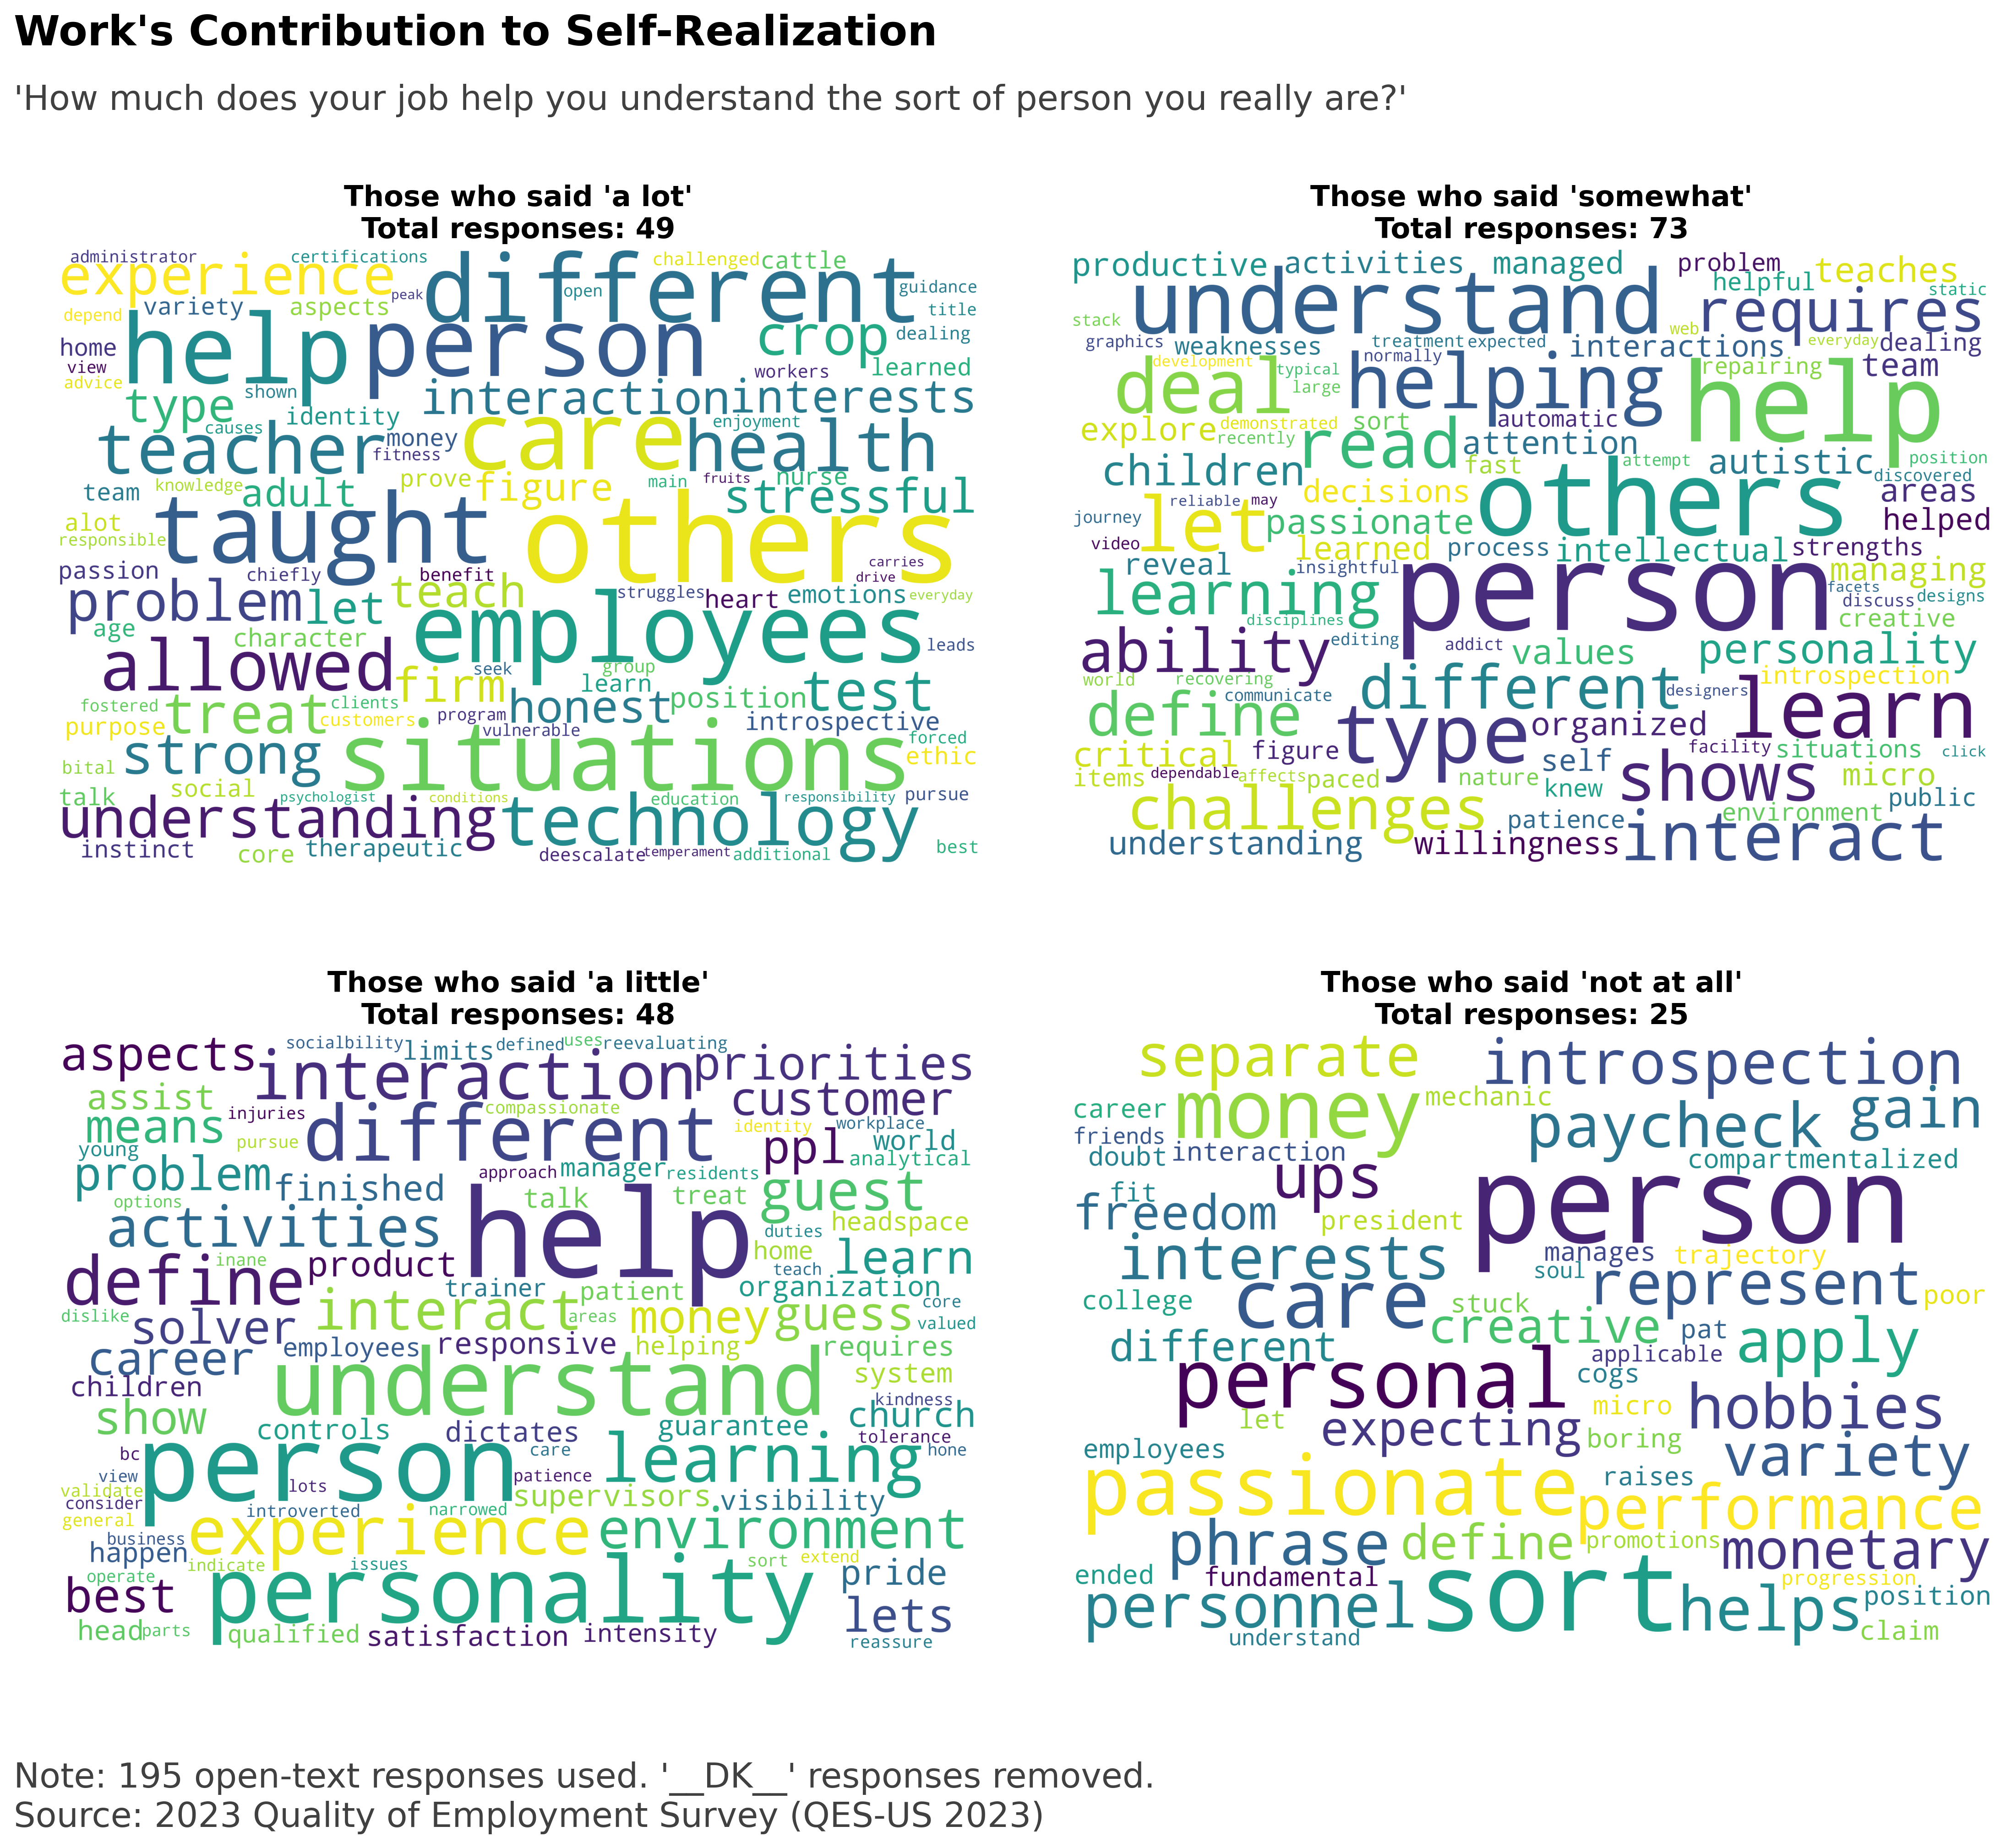 Work's Contribution to Self-Realization
'How much does your job help you understand the sort of person you really are?'
Those who said 'a lot'
Total responses: 49
administrator certifications challenged cattle
experience different guidance
variety aspects peak open title
depend help person crop dealing
home view advice shown workers learned
type interaction interests
causes identity enjoyment
teacher money care health
fitness prove figure main fruits nurse
team knowledge adult stressful
alot taught others
responsible
passion chiefly benefit carries drive
problem let teach struggles heart emotions everyday
age character employees leads
allowed firm seek group learn
fostered treat clients honest position test
purpose customers program vulnerable introspective
strong situations forced ethic
bital social
talk psychologist conditions education responsibility pursue
understanding technology
instinct core therapeutic deescalate temperament additional best
Those who said 'somewhat'
Total responses: 73
productive activities managed problem teaches
understand helpful static
stack web requires
graphics weaknesses treatment expected interactions everyday dealing
development normally repairing team
deal typical large helping help
explore demonstrated sort automatic
recently read attention
children fast attempt autistic position discovered
reliable may decisions others areas
journey let passionate helped
video learned process intellectual strengths
reveal insightful person managing
learning facets discuss designs
disciplines creative
ability editing addict values personality
world recovering introspection
communicate different designers learn
define type organized
critical figure self facility situations click
items dependable affects paced nature knew shows micro
challenges patience environment public
understanding willingness interact
Those who said 'a little'
Total responses: 48
aspects socialbility limits defined uses reevaluating
interaction priorities
assist injuries compassionate customer
means pursue different identity workplace
young ppl world
problem approach manager residents analytical
finished talk treat guest
options help duties headspace
activities home
inane teach learn
define product trainer patient organization
dislike interact areas money guess core valued
solver employees responsive helping requires
career understand system
children kindness
show controls dictates guarantee church
bc person care learning tolerance hone
view lots patience
validate consider introverted narrowed supervisors visibility
general experience environment
business happen indicate issues sort extend
operate personality pride
best lets
head parts qualified satisfaction intensity reassure
Those who said 'not at all'
Total responses: 25
separate introspection
career money mechanic paycheck gain
friends interaction
doubt ups compartmentalized
fit person
freedom president
interests manages trajectory
soul represent
college care stuck poor
different creative pat apply
personal applicable cogs
let expecting micro hobbies
employees boring variety
passionate raises performance
phrase define promotions monetary
ended fundamental progression
personnel sort helps position
understand claim
Note: 195 open-text responses used. '__DK__' responses removed.
Source: 2023 Quality of Employment Survey (QES-US 2023)